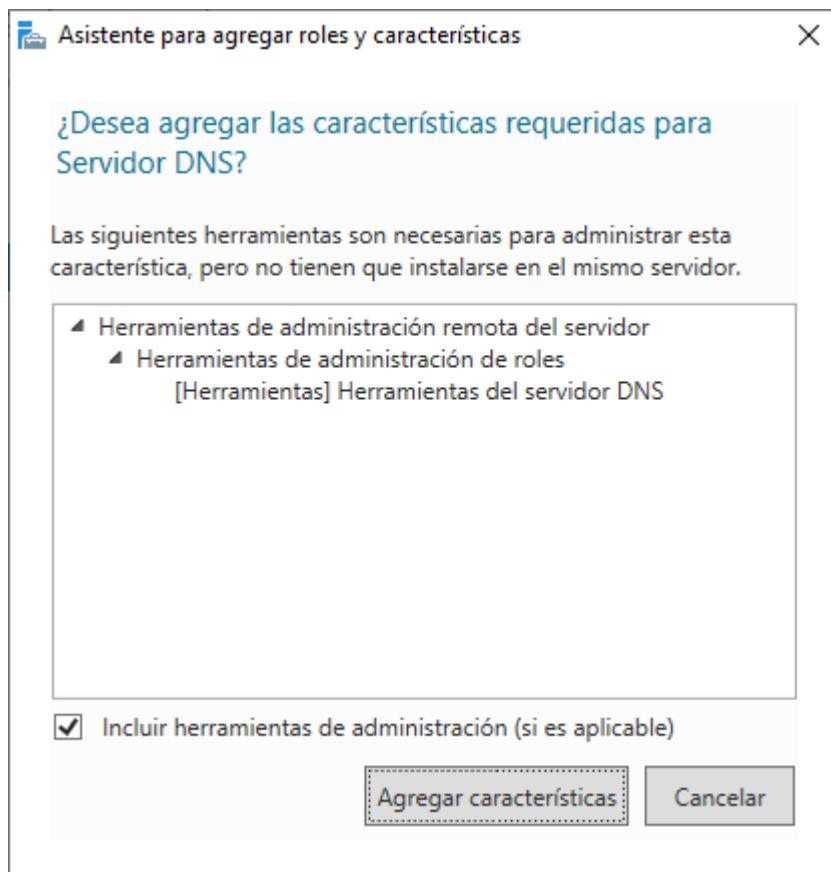 Asistente para agregar roles y características
¿Desea agregar las características requeridas para
Servidor DNS?
Las siguientes herramientas son necesarias para administrar esta
característica, pero no tienen que instalarse en el mismo servidor.
Herramientas de administración remota del servidor
Herramientas de administración de roles
[Herramientas] Herramientas del servidor DNS
Incluir herramientas de administración (si es aplicable)
Agregar características
Cancelar